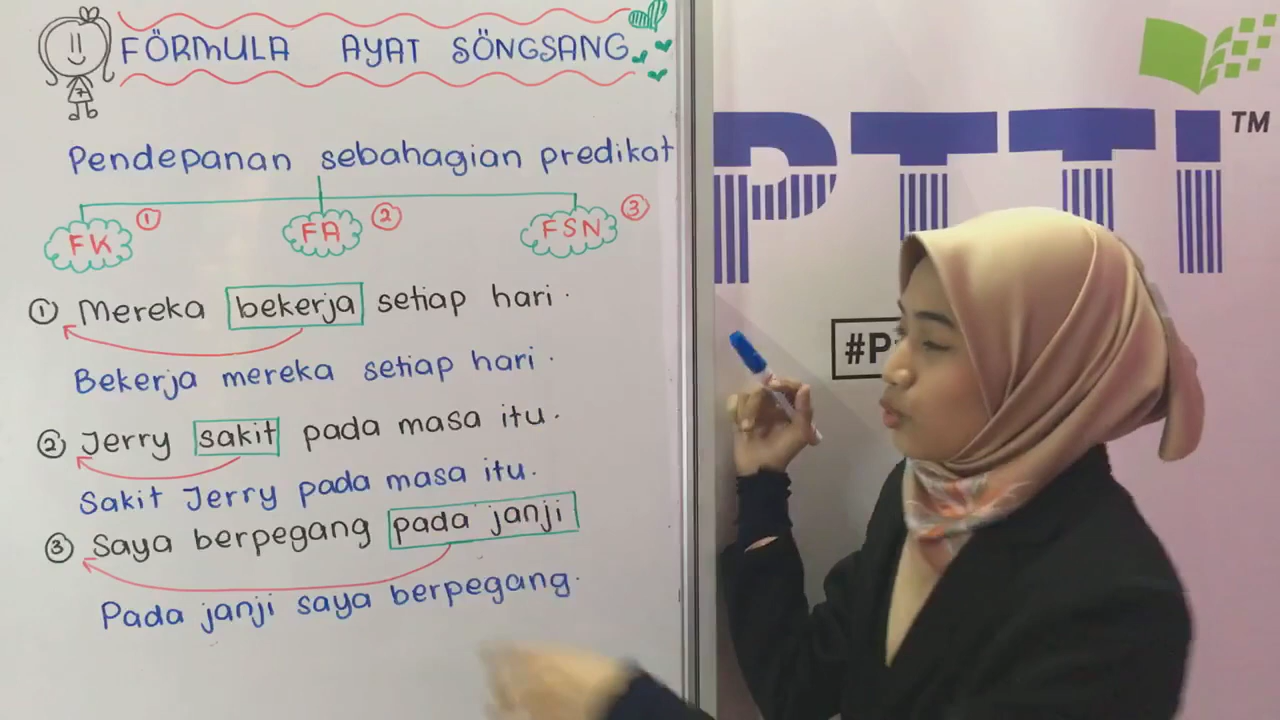 FÖRMULA AYAT SÖNGSANG
Pendepanan sebahagian predikat
FK ①
FA ②
FSN ③
① Mereka bekerja setiap hari.
Bekerja mereka setiap hari.
② Jerry sakit pada masa itu.
Sakit Jerry pada masa itu.
③ Saya berpegang pada janji
Pada janji saya berpegang.
PTTI TM
#P